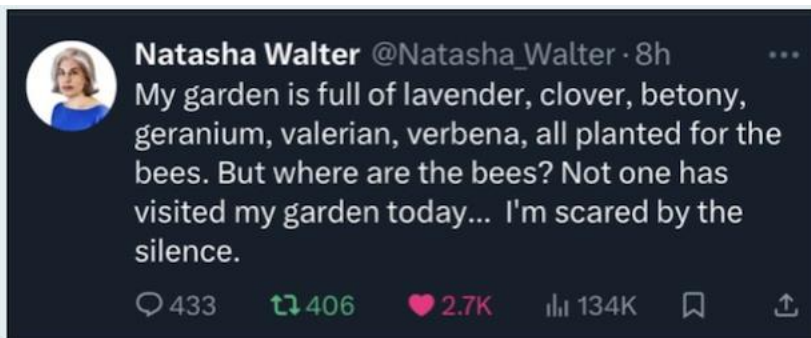 Natasha Walter @Natasha_Walter · 8h
My garden is full of lavender, clover, betony,
geranium, valerian, verbena, all planted for the
bees. But where are the bees? Not one has
visited my garden today... I'm scared by the
silence.
433 406 2.7K 134K